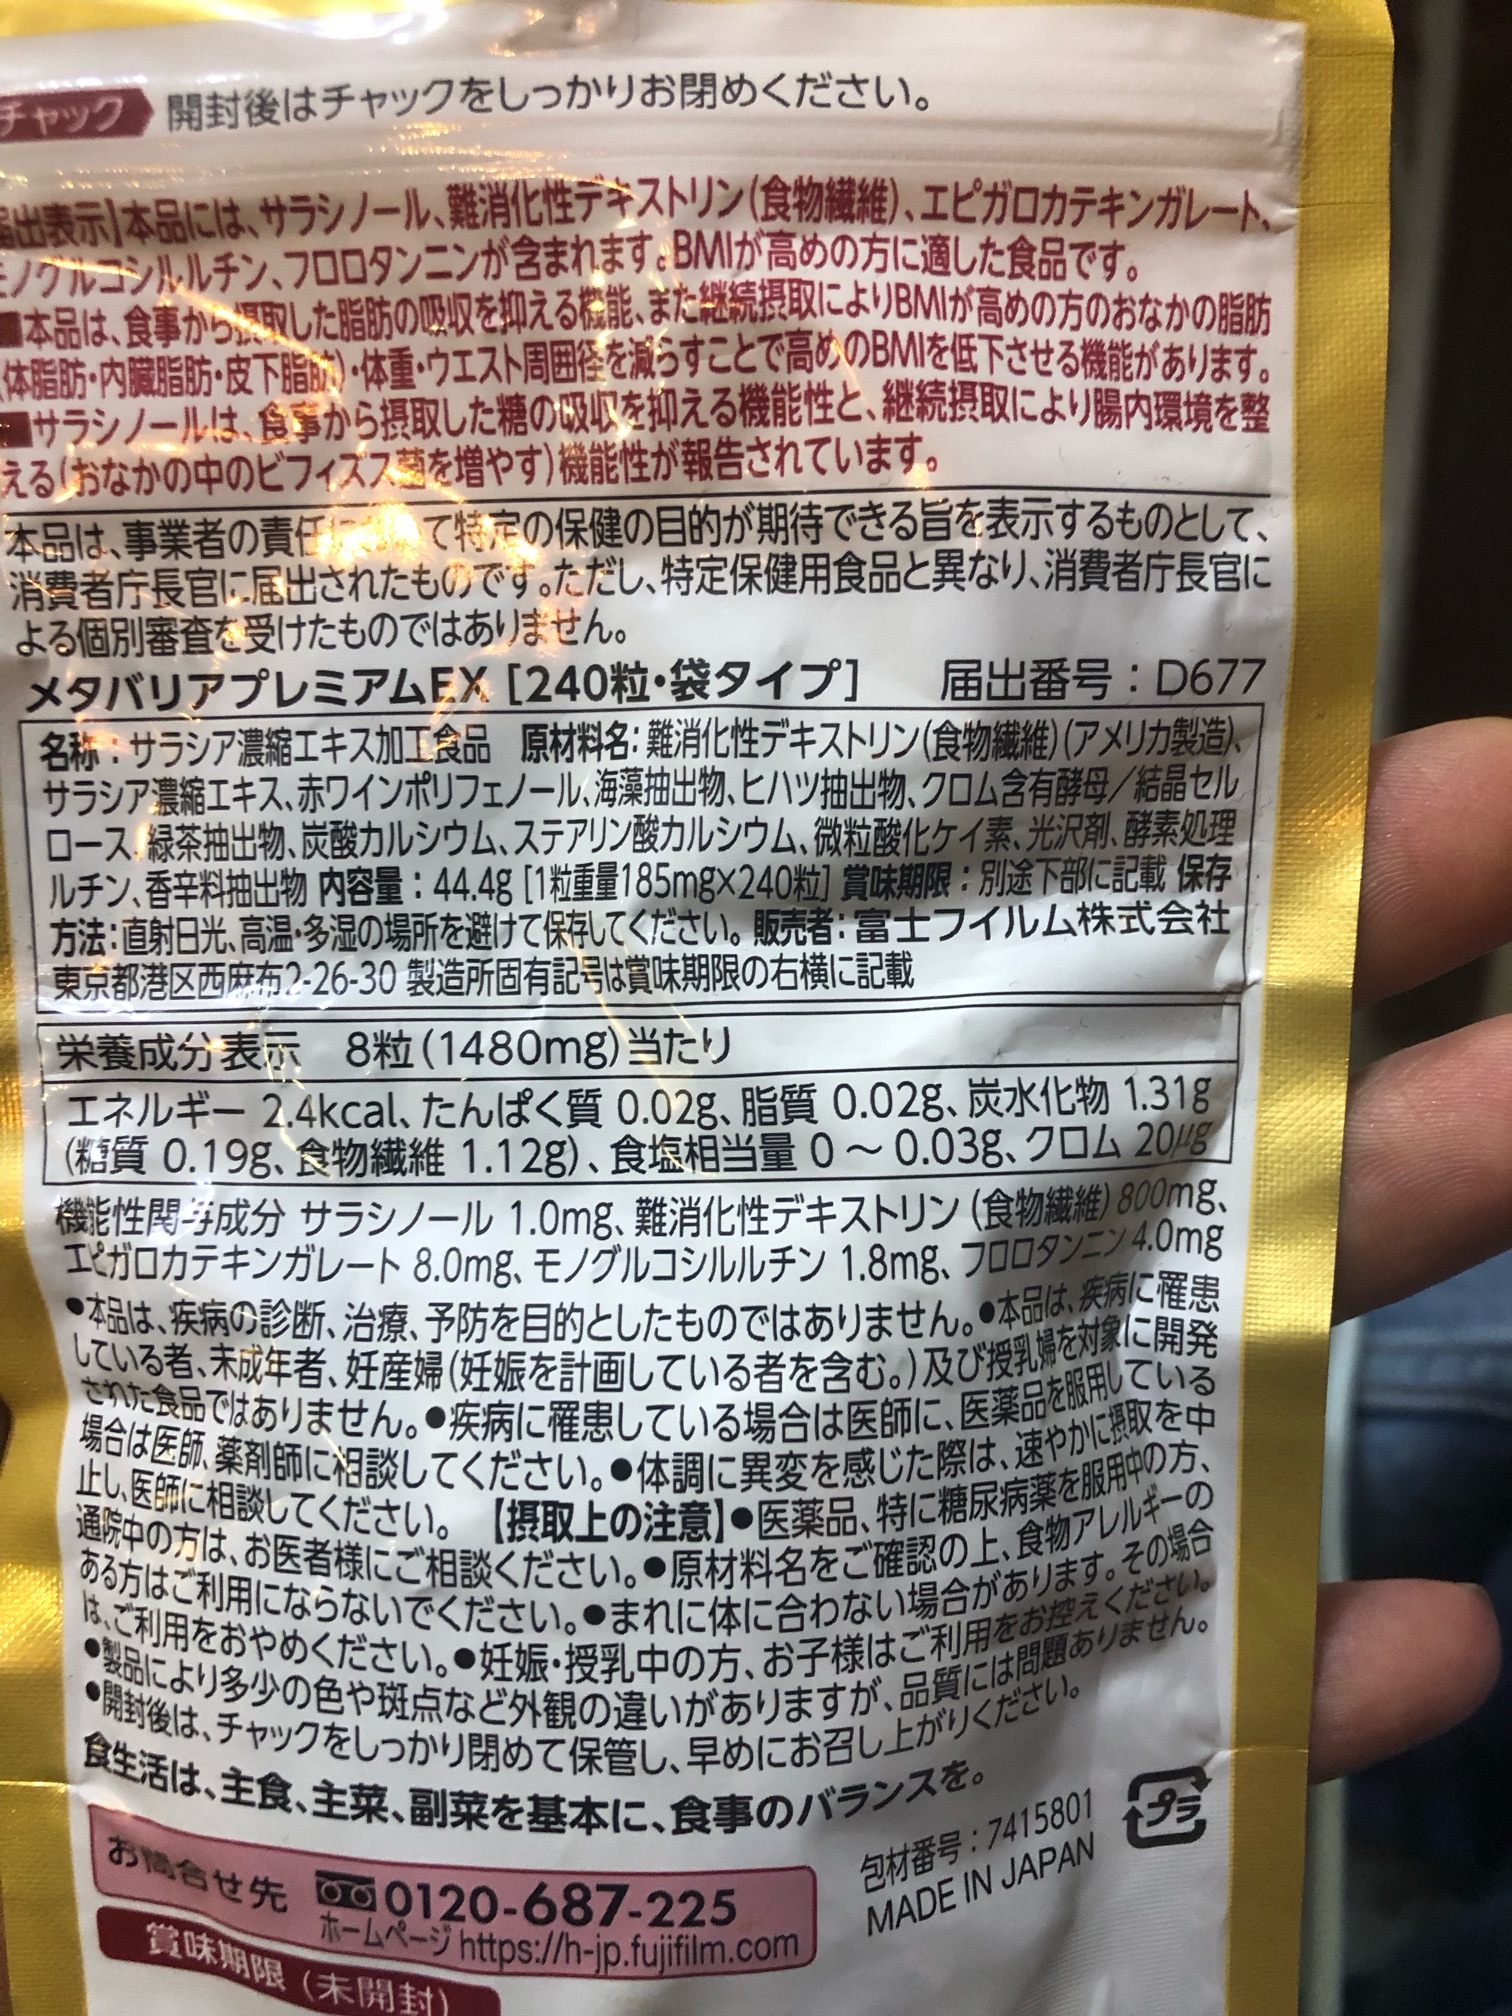 チャック 開封後はチャックをしっかりお閉めください。
出表示】本品には、サラシノール、難消化性デキストリン(食物繊維)、エピガロカテキンガレート、
モノグルコシルルチン、フロロタンニンが含まれます。BMIが高めの方に適した食品です。
■本品は、食事から摂取した脂肪の吸収を抑える機能、また継続摂取によりBMIが高めの方のおなかの脂肪
(体脂肪・内臓脂肪・皮下脂肪)・体重・ウエスト周囲径を減らすことで高めのBMIを低下させる機能があります。
■サラシノールは、食事から摂取した糖の吸収を抑える機能性と、継続摂取により腸内環境を整
える(おなかの中のビフィズス菌を増やす)機能性が報告されています。
本品は、事業者の責任 て特定の保健の目的が期待できる旨を表示するものとして、
消費者庁長官に届出されたものです。ただし、特定保健用食品と異なり、消費者庁長官に
よる個別審査を受けたものではありません。
メタバリアプレミアムEX [240粒・袋タイプ] 届出番号:D677
名称:サラシア濃縮エキス加工食品 原材料名:難消化性デキストリン(食物繊維)(アメリカ製造)、
サラシア濃縮エキス、赤ワインポリフェノール、海藻抽出物、ヒハツ抽出物、クロム含有酵母/結晶セル
ロース、緑茶抽出物、炭酸カルシウム、ステアリン酸カルシウム、微粒酸化ケイ素、光沢剤、酵素処理
ルチン、香辛料抽出物 内容量:44.4g [1粒重量185mg×240粒] 賞味期限:別途下部に記載 保存
方法:直射日光、高温・多湿の場所を避けて保存してください。 販売者:富士フイルム株式会社
東京都港区西麻布2-26-30 製造所固有記号は賞味期限の右横に記載
栄養成分表示 8粒(1480mg)当たり
エネルギー 2.4kcal、たんぱく質 0.02g、脂質 0.02g、炭水化物 1.31g
(糖質 0.19g、食物繊維 1.12g)、食塩相当量 0〜0.03g、クロム 20μg
機能性関与成分 サラシノール 1.0mg、難消化性デキストリン(食物繊維)800mg、
エピガロカテキンガレート 8.0mg、モノグルコシルルチン 1.8mg、フロロタンニン 4.0mg
●本品は、疾病の診断、治療、予防を目的としたものではありません。●本品は、疾病に罹患
している者、未成年者、妊産婦(妊娠を計画している者を含む。)及び授乳婦を対象に開発
された食品ではありません。●疾病に罹患している場合は医師に、医薬品を服用している
場合は医師、薬剤師に相談してください。●体調に異変を感じた際は、速やかに摂取を中
止し、医師に相談してください。【摂取上の注意】●医薬品、特に糖尿病薬を服用中の方、
通院中の方は、お医者様にご相談ください。●原材料名をご確認の上、食物アレルギーの
ある方はご利用にならないでください。●まれに体に合わない場合があります。その場合
は、ご利用をおやめください。●妊娠・授乳中の方、お子様はご利用をお控えください。
●製品により多少の色や斑点など外観の違いがありますが、品質には問題ありません。
●開封後は、チャックをしっかり閉めて保管し、早めにお召し上がりください。
食生活は、主食、主菜、副菜を基本に、食事のバランスを。
お問合せ先 0120-687-225
ホームページ https://h-jp.fujifilm.com
包材番号:7415801
MADE IN JAPAN
プラ
賞味期限(未開封)